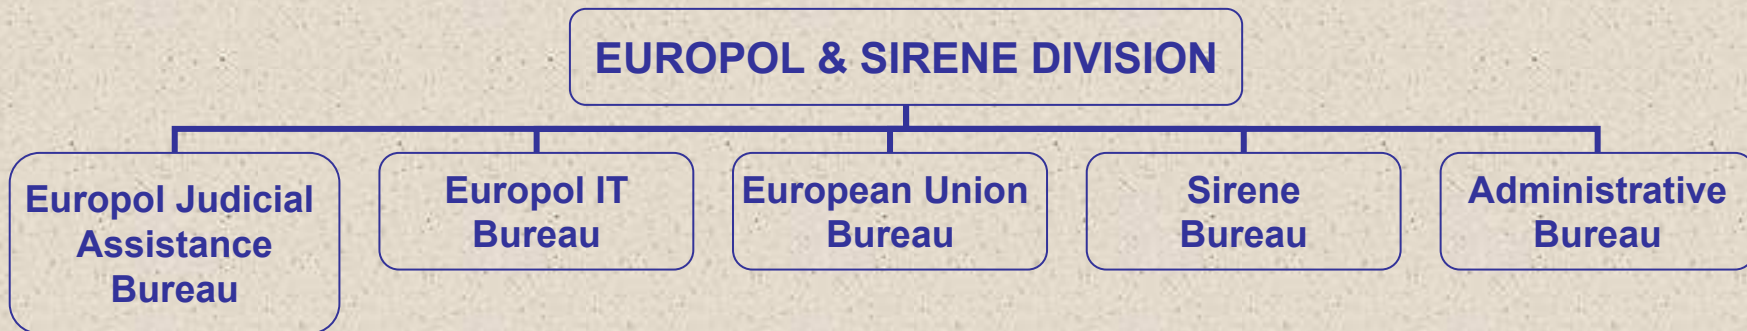 EUROPOL & SIRENE DIVISION
Europol Judicial
Assistance
Bureau
Europol IT
Bureau
European Union
Bureau
Sirene
Bureau
Administrative
Bureau